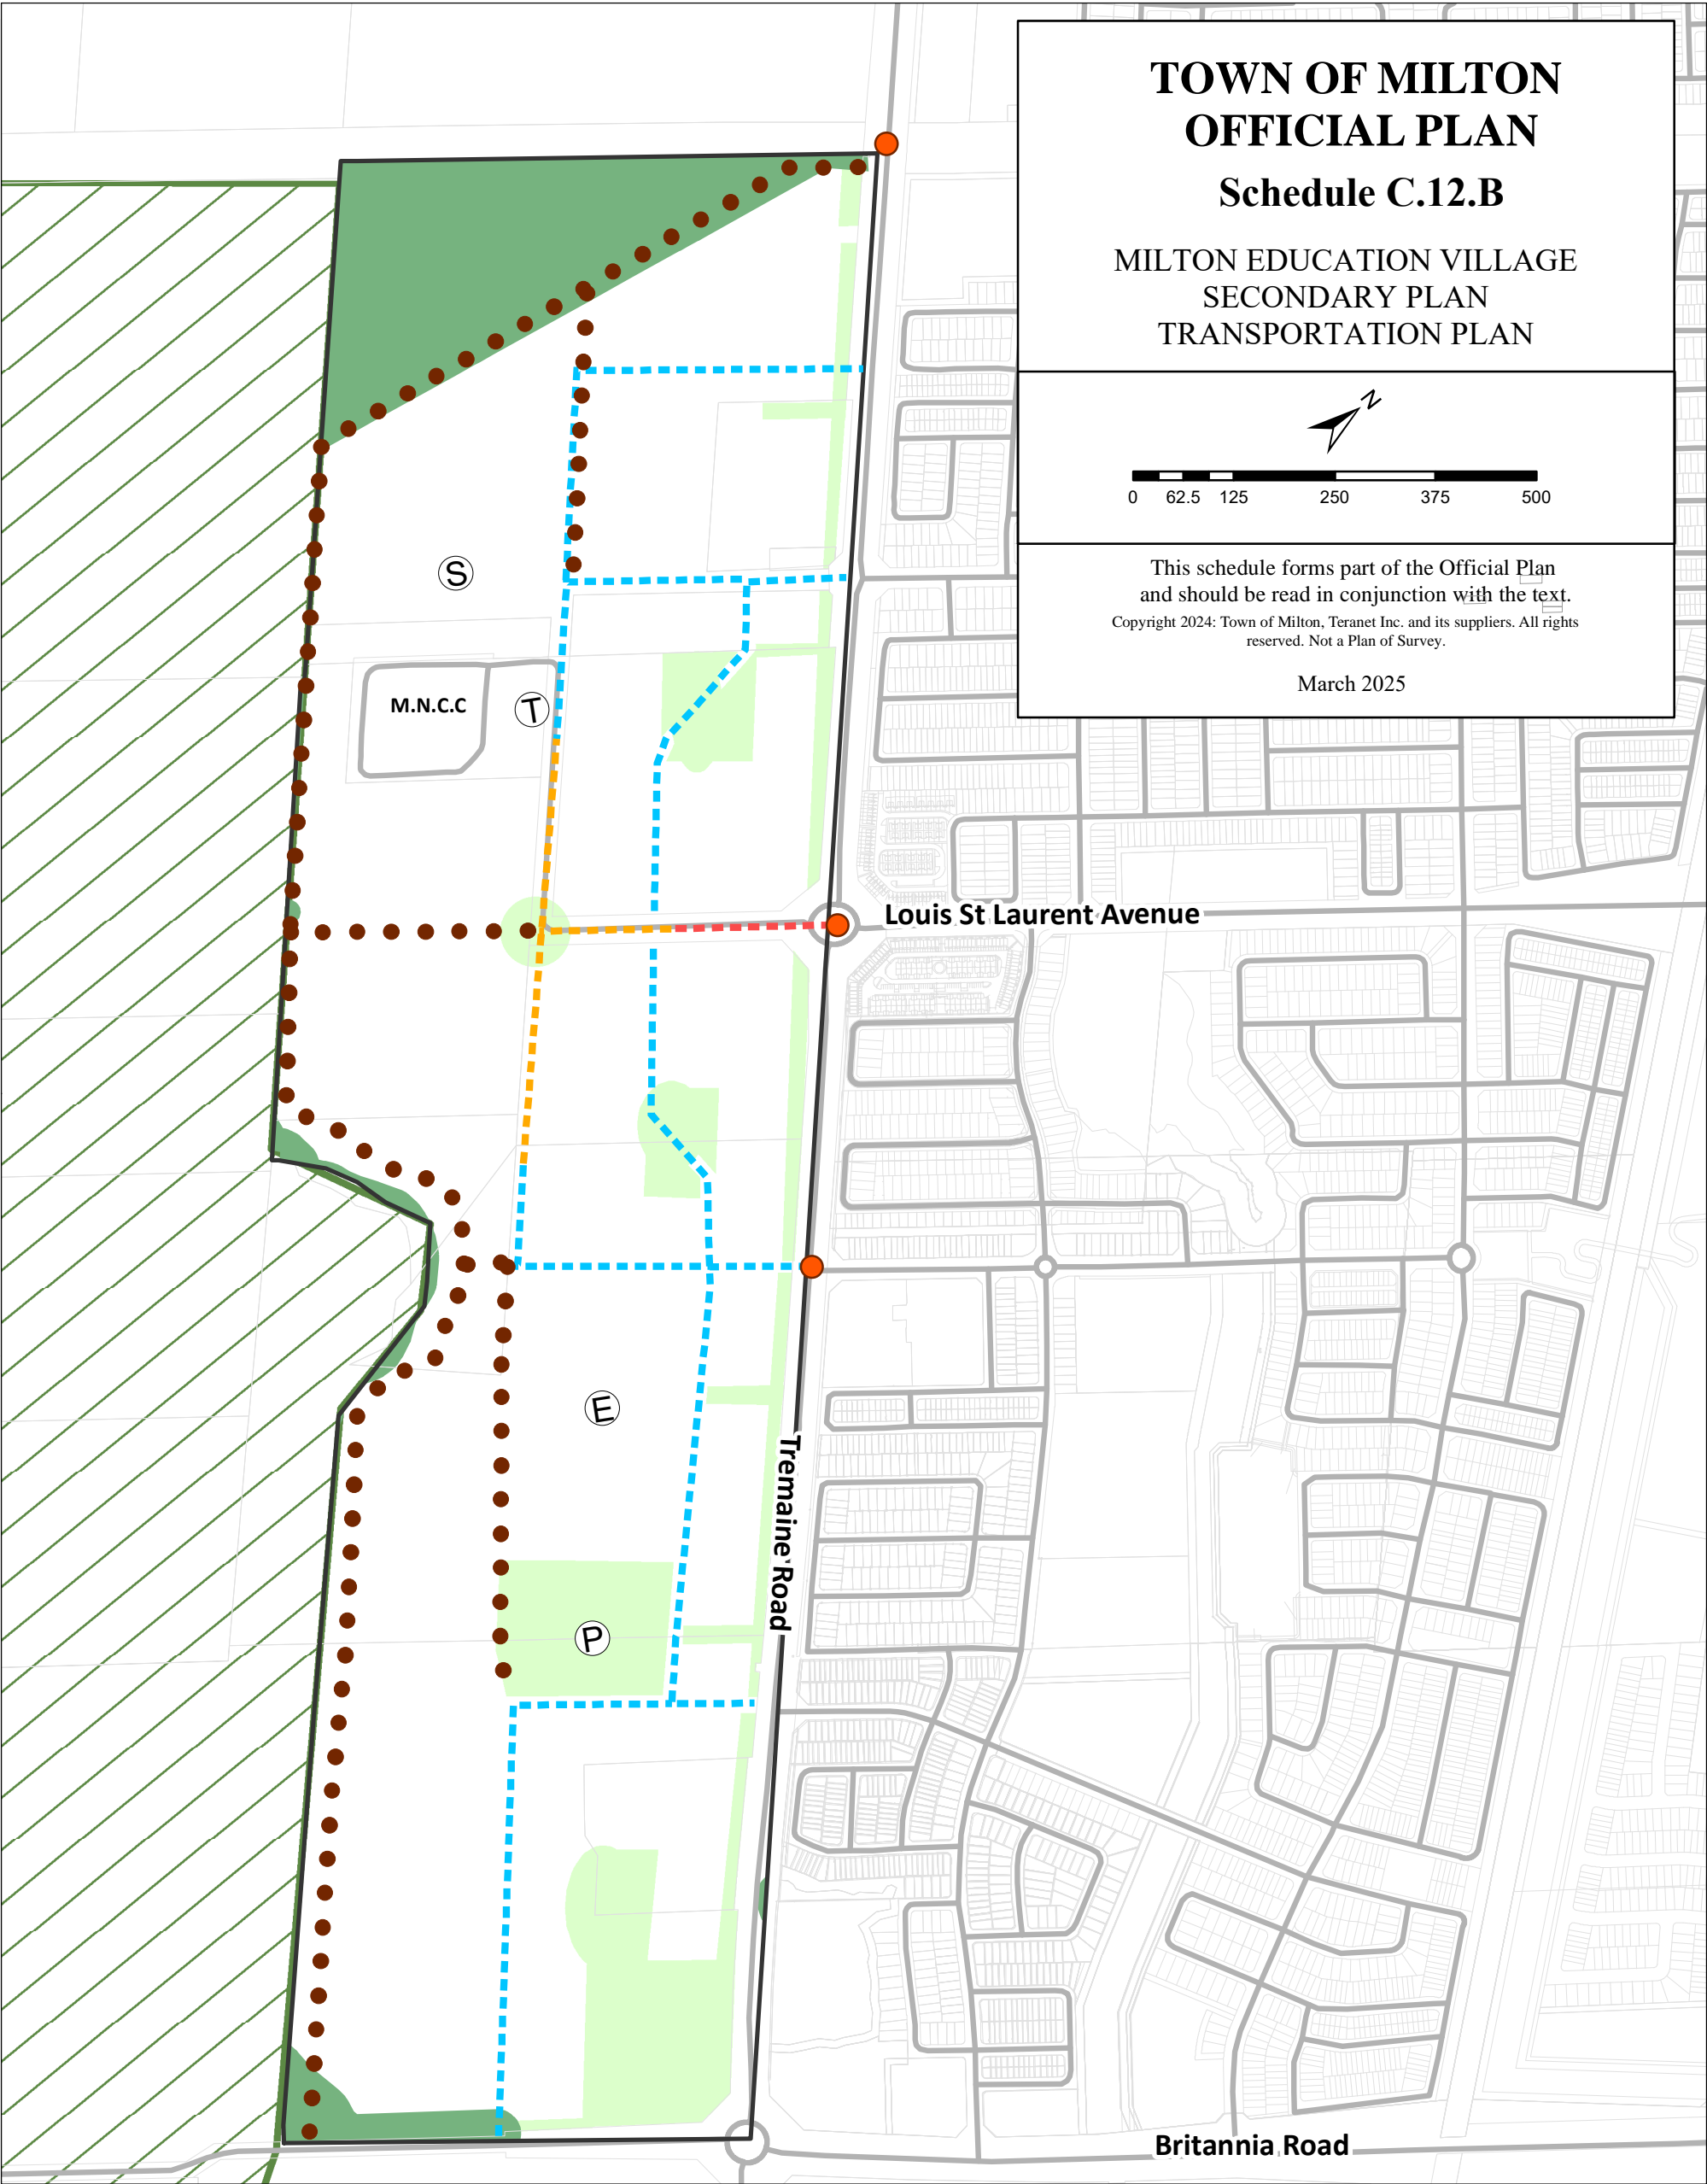 TOWN OF MILTON
OFFICIAL PLAN
Schedule C.12.B
MILTON EDUCATION VILLAGE
SECONDARY PLAN
TRANSPORTATION PLAN
N
0 62.5 125 250 375 500
This schedule forms part of the Official Plan
and should be read in conjunction with the text.
Copyright 2024: Town of Milton, Teranet Inc. and its suppliers. All rights
reserved. Not a Plan of Survey.
March 2025
S
M.N.C.C
T
Louis St Laurent Avenue
E
Tremaine Road
P
Britannia Road